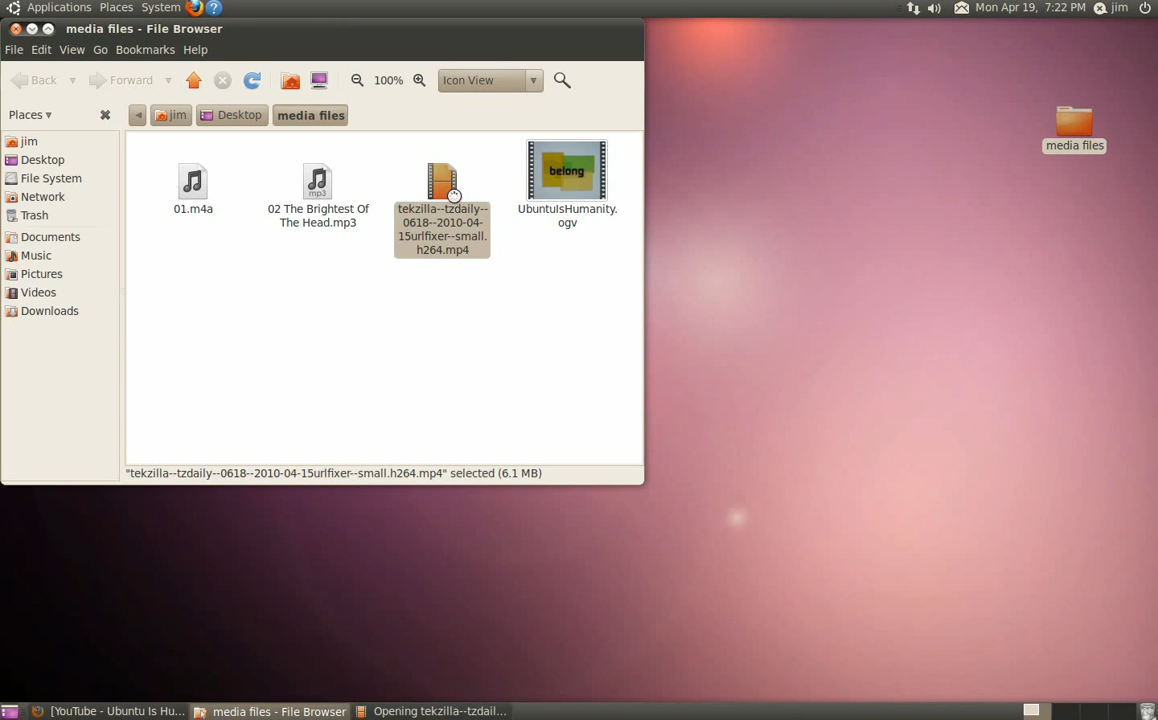 Applications Places System ? Mon Apr 19, 7:22 PM jim
media files - File Browser
File Edit View Go Bookmarks Help
Back Forward 100% Icon View
Places jim Desktop media files
jim
Desktop
File System
Network
Trash
Documents
Music
Pictures
Videos
Downloads
01.m4a
mp3
02 The Brightest Of
The Head.mp3
tekzilla--tzdaily--
0618--2010-04-
15urlfixer--small.
h264.mp4
belong
UbuntuIsHumanity.
ogv
"tekzilla--tzdaily--0618--2010-04-15urlfixer--small.h264.mp4" selected (6.1 MB)
media files
[YouTube - Ubuntu Is Hu... media files - File Browser Opening tekzilla--tzdail...